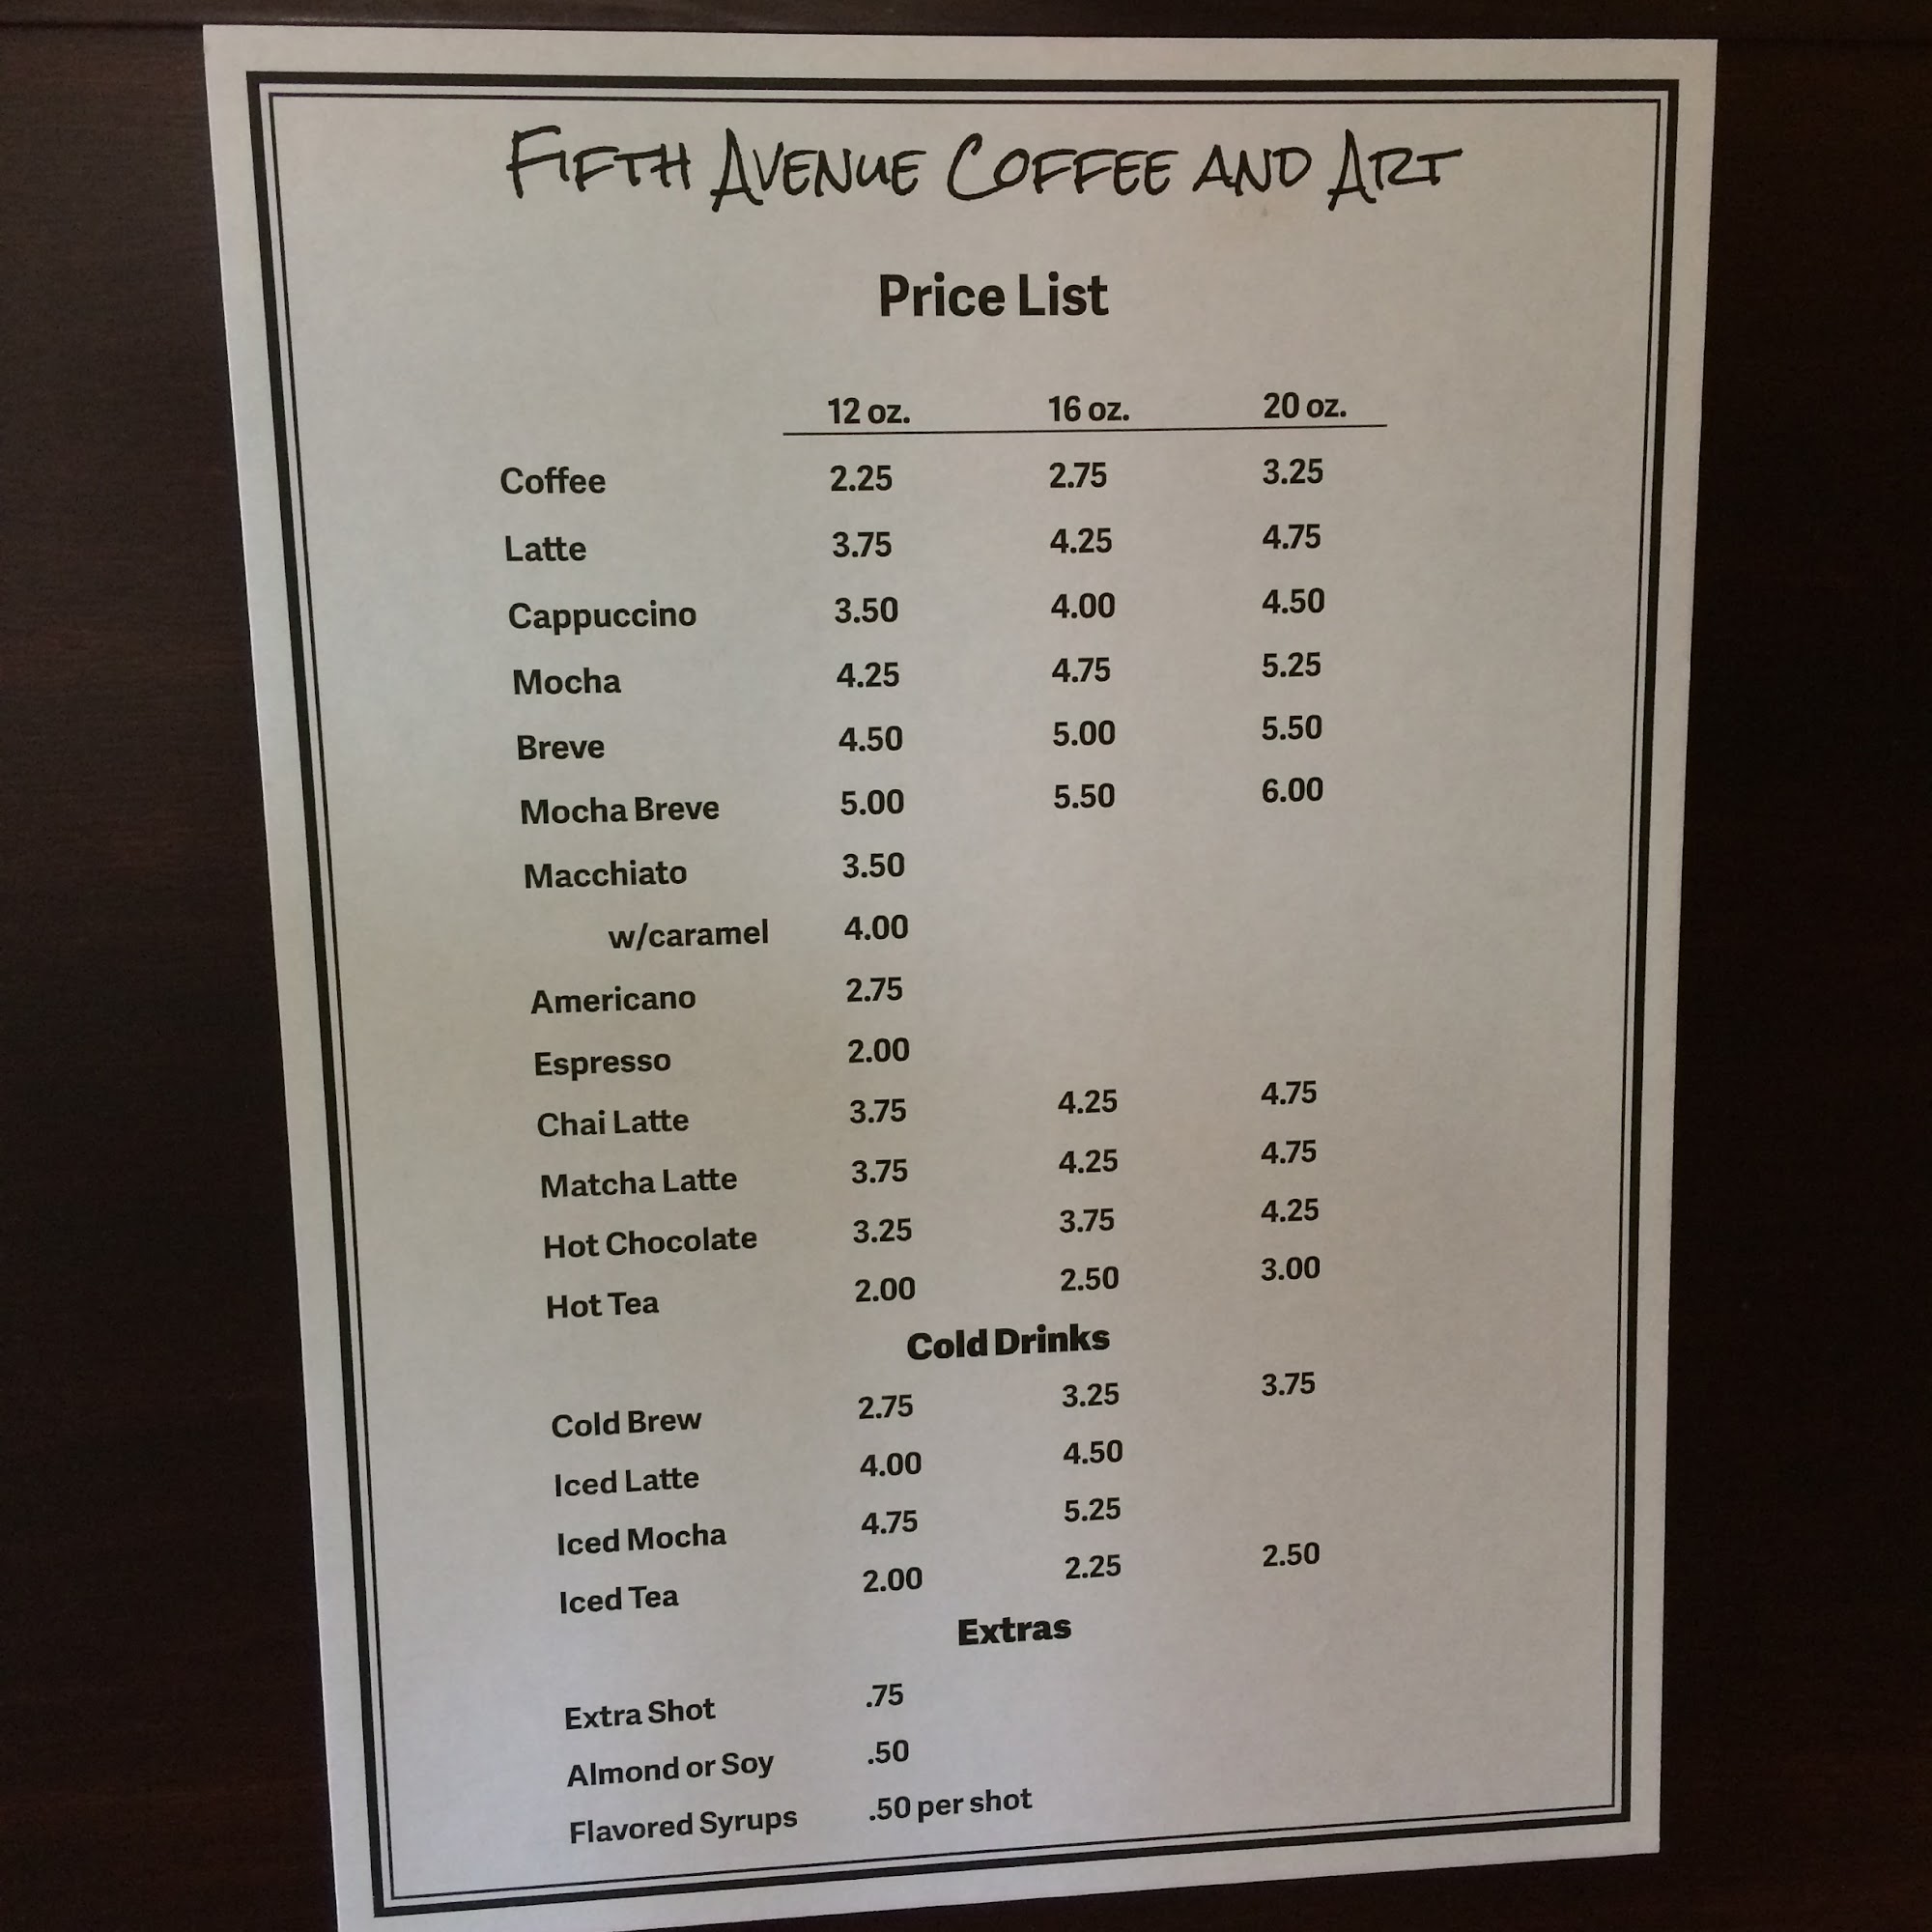 FIFTH AVENUE COFFEE AND ART
Price List
12 oz. 16 oz. 20 oz.
Coffee 2.25 2.75 3.25
Latte 3.75 4.25 4.75
Cappuccino 3.50 4.00 4.50
Mocha 4.25 4.75 5.25
Breve 4.50 5.00 5.50
Mocha Breve 5.00 5.50 6.00
Macchiato 3.50
w/caramel 4.00
Americano 2.75
Espresso 2.00
Chai Latte 3.75 4.25 4.75
Matcha Latte 3.75 4.25 4.75
Hot Chocolate 3.25 3.75 4.25
Hot Tea 2.00 2.50 3.00
Cold Drinks
Cold Brew 2.75 3.25 3.75
Iced Latte 4.00 4.50
Iced Mocha 4.75 5.25
Iced Tea 2.00 2.25 2.50
Extras
Extra Shot .75
Almond or Soy .50
Flavored Syrups .50 per shot